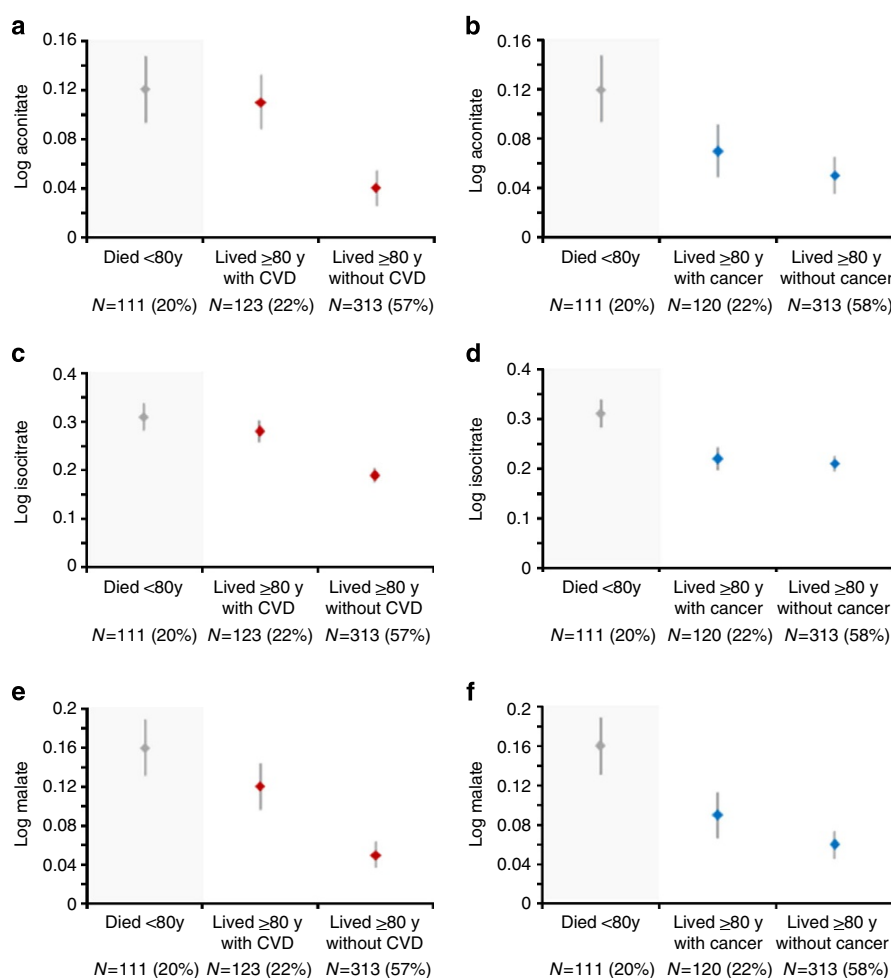 a
Log aconitate
0.16
0.12
0.08
0.04
0
Died <80y
Lived ≥80 y
with CVD
Lived ≥80 y
without CVD
N=111 (20%)
N=123 (22%)
N=313 (57%)
b
Log aconitate
0.16
0.12
0.08
0.04
0
Died <80y
Lived ≥80 y
with cancer
Lived ≥80 y
without cancer
N=111 (20%)
N=120 (22%)
N=313 (58%)
c
Log isocitrate
0.4
0.3
0.2
0.1
0
Died <80y
Lived ≥80 y
with CVD
Lived ≥80 y
without CVD
N=111 (20%)
N=123 (22%)
N=313 (57%)
d
Log isocitrate
0.4
0.3
0.2
0.1
0
Died <80y
Lived ≥80 y
with cancer
Lived ≥80 y
without cancer
N=111 (20%)
N=120 (22%)
N=313 (58%)
e
Log malate
0.2
0.16
0.12
0.08
0.04
0
Died <80y
Lived ≥80 y
with CVD
Lived ≥80 y
without CVD
N=111 (20%)
N=123 (22%)
N=313 (57%)
f
Log malate
0.2
0.16
0.12
0.08
0.04
0
Died <80y
Lived ≥80 y
with cancer
Lived ≥80 y
without cancer
N=111 (20%)
N=120 (22%)
N=313 (58%)